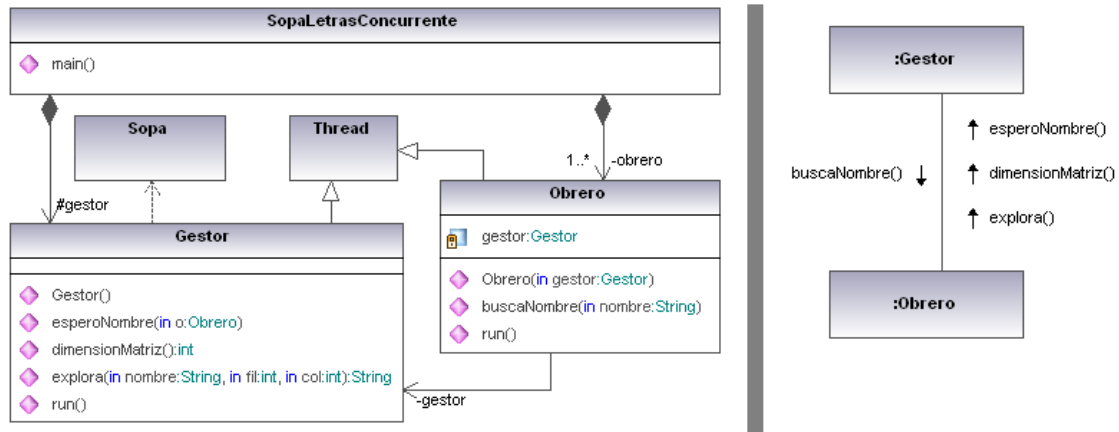 SopaLetrasConcurrente
main()
Sopa
Thread
#gestor
1..*
-obrero
Gestor
Gestor()
esperoNombre(in o:Obrero)
dimensionMatriz():int
explora(in nombre:String, in fil:int, in col:int):String
run()
Obrero
gestor:Gestor
Obrero(in gestor:Gestor)
buscaNombre(in nombre:String)
run()
-gestor
:Gestor
esperoNombre()
buscaNombre()
dimensionMatriz()
explora()
:Obrero